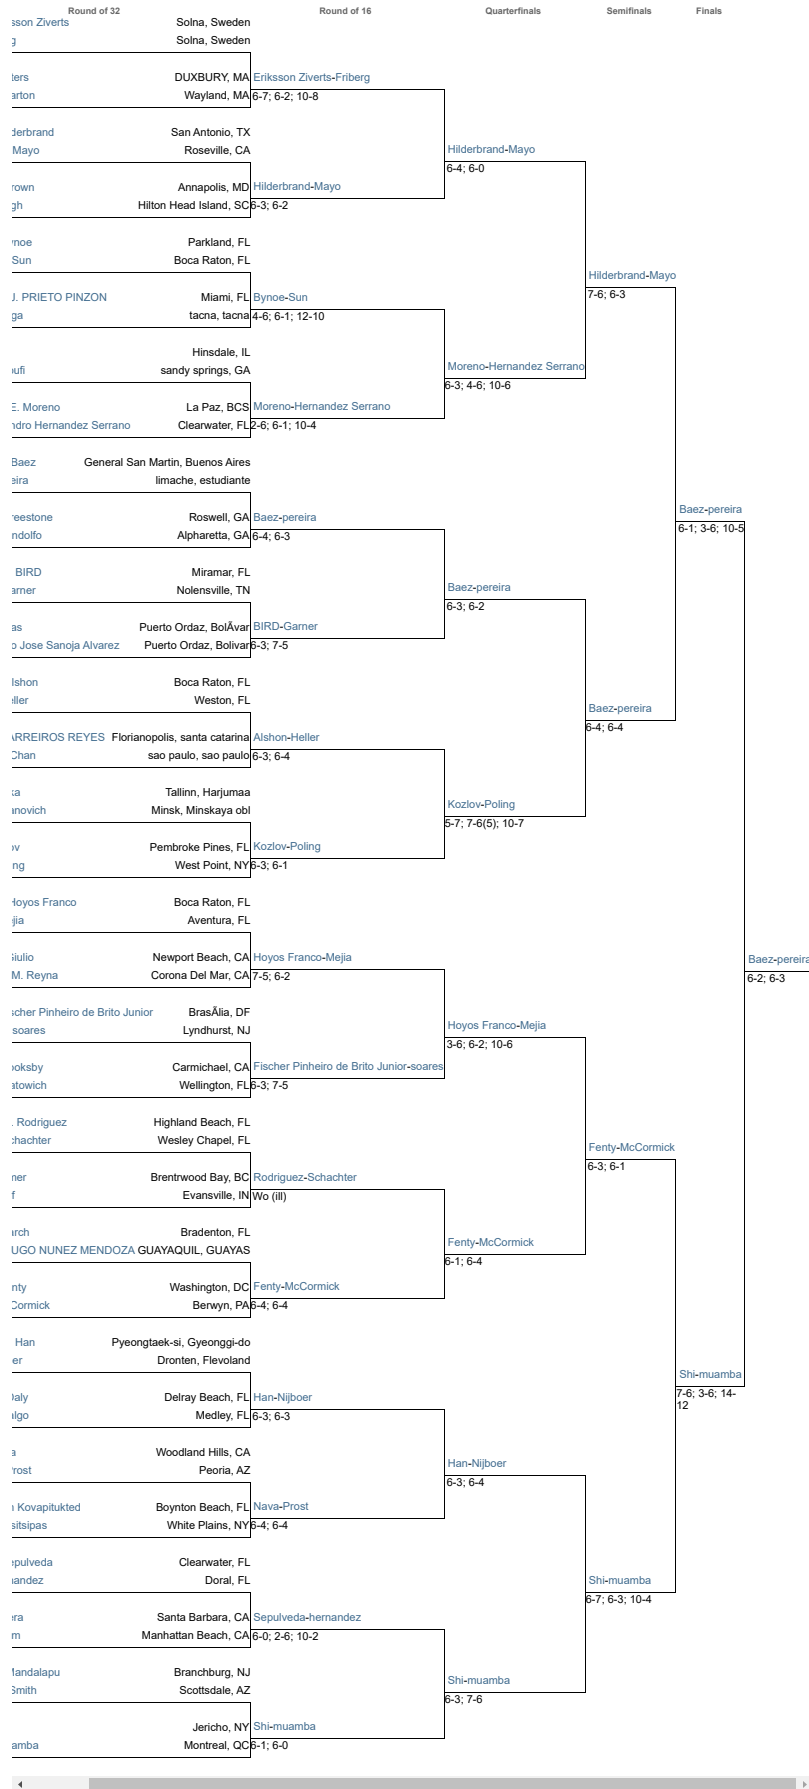 Round of 32 Round of 16 Quarterfinals Semifinals Finals
sson Ziverts Solna, Sweden
g Solna, Sweden
ters DUXBURY, MA Eriksson Ziverts-Friberg
arton Wayland, MA 6-7; 6-2; 10-8
derbrand San Antonio, TX
Mayo Roseville, CA Hilderbrand-Mayo
6-4; 6-0
rown Annapolis, MD Hilderbrand-Mayo
gh Hilton Head Island, SC 6-3; 6-2
ynoe Parkland, FL
Sun Boca Raton, FL
Hilderbrand-Mayo
7-6; 6-3
J. PRIETO PINZON Miami, FL Bynoe-Sun
ga tacna, tacna 4-6; 6-1; 12-10
Hinsdale, IL
oufi sandy springs, GA Moreno-Hernandez Serrano
6-3; 4-6; 10-6
E. Moreno La Paz, BCS Moreno-Hernandez Serrano
ndro Hernandez Serrano Clearwater, FL 2-6; 6-1; 10-4
Baez General San Martin, Buenos Aires
eira limache, estudiante
Baez-pereira
6-1; 3-6; 10-5
reestone Roswell, GA Baez-pereira
ndolfo Alpharetta, GA 6-4; 6-3
BIRD Miramar, FL
arner Nolensville, TN Baez-pereira
6-3; 6-2
as Puerto Ordaz, BolÃvar BIRD-Garner
o Jose Sanoja Alvarez Puerto Ordaz, Bolivar 6-3; 7-5
lshon Boca Raton, FL
eller Weston, FL
Baez-pereira
6-4; 6-4
ARREIROS REYES Florianopolis, santa catarina Alshon-Heller
Chan sao paulo, sao paulo 6-3; 6-4
ka Tallinn, Harjumaa
anovich Minsk, Minskaya obl Kozlov-Poling
5-7; 7-6(5); 10-7
ov Pembroke Pines, FL Kozlov-Poling
ng West Point, NY 6-3; 6-1
Hoyos Franco Boca Raton, FL
ejia Aventura, FL
Giulio Newport Beach, CA Hoyos Franco-Mejia Baez-pereira
M. Reyna Corona Del Mar, CA 7-5; 6-2 6-2; 6-3
scher Pinheiro de Brito Junior BrasÃlia, DF
soares Lyndhurst, NJ Hoyos Franco-Mejia
3-6; 6-2; 10-6
ooksby Carmichael, CA Fischer Pinheiro de Brito Junior-soares
atowich Wellington, FL 6-3; 7-5
. Rodriguez Highland Beach, FL
chachter Wesley Chapel, FL Fenty-McCormick
6-3; 6-1
mer Brentrwood Bay, BC Rodriguez-Schachter
f Evansville, IN Wo (ill)
arch Bradenton, FL
UGO NUNEZ MENDOZA GUAYAQUIL, GUAYAS Fenty-McCormick
6-1; 6-4
nty Washington, DC Fenty-McCormick
Cormick Berwyn, PA 6-4; 6-4
Han Pyeongtaek-si, Gyeonggi-do
er Dronten, Flevoland
Shi-muamba
7-6; 3-6; 14-
12
Daly Delray Beach, FL Han-Nijboer
algo Medley, FL 6-3; 6-3
a Woodland Hills, CA
Prost Peoria, AZ Han-Nijboer
6-3; 6-4
n Kovapitukted Boynton Beach, FL Nava-Prost
sitsipas White Plains, NY 6-4; 6-4
epulveda Clearwater, FL
nandez Doral, FL Shi-muamba
6-7; 6-3; 10-4
era Santa Barbara, CA Sepulveda-hernandez
m Manhattan Beach, CA 6-0; 2-6; 10-2
Mandalapu Branchburg, NJ
Smith Scottsdale, AZ Shi-muamba
6-3; 7-6
Jericho, NY Shi-muamba
amba Montreal, QC 6-1; 6-0